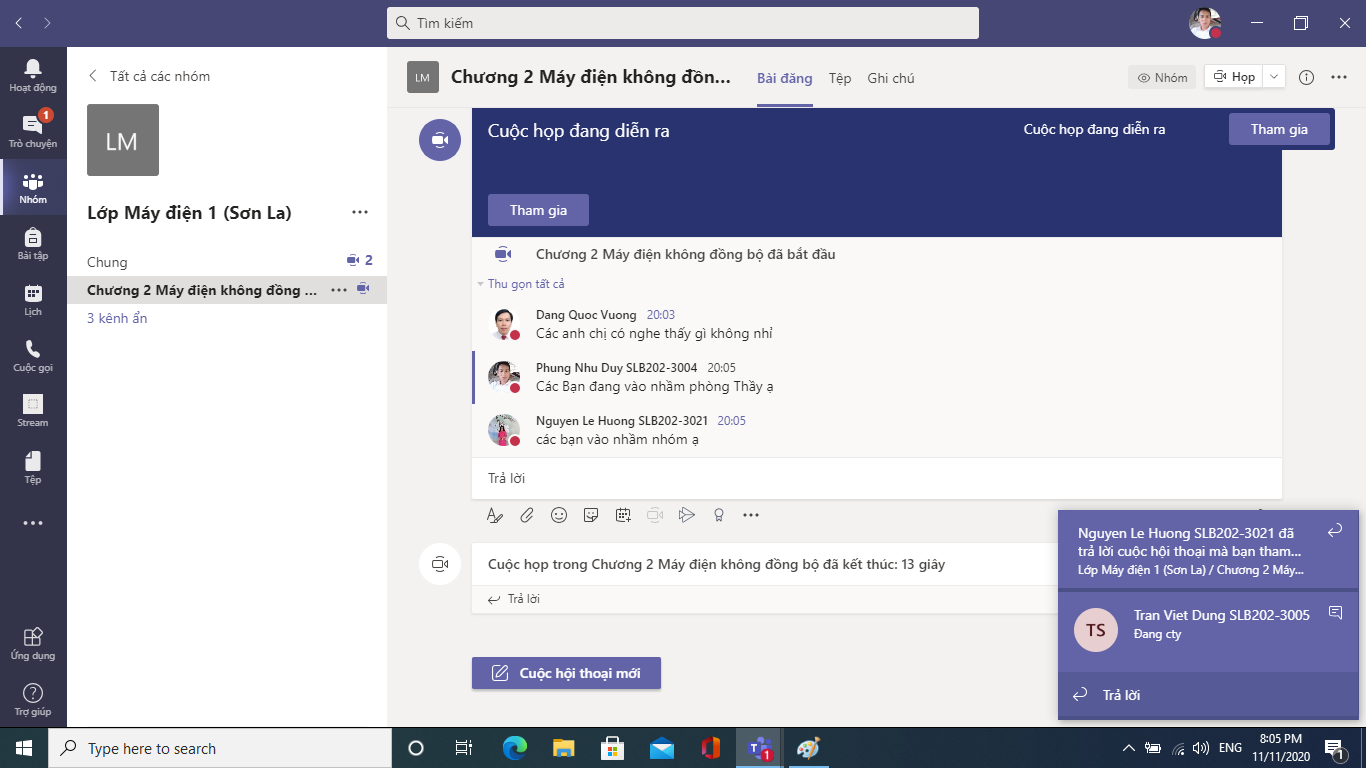 Tìm kiếm
Hoạt động
1
Trò chuyện
Nhóm
Bài tập
Lịch
Cuộc gọi
Stream
Tệp
Ứng dụng
Trợ giúp
Tất cả các nhóm
LM
Lớp Máy điện 1 (Sơn La)
Chung
2
Chương 2 Máy điện không đồng ...
3 kênh ẩn
LM
Chương 2 Máy điện không đồn...
Bài đăng
Tệp
Ghi chú
Nhóm
Họp
Cuộc họp đang diễn ra
Cuộc họp đang diễn ra
Tham gia
Tham gia
Chương 2 Máy điện không đồng bộ đã bắt đầu
Thu gọn tất cả
Dang Quoc Vuong 20:03
Các anh chị có nghe thấy gì không nhỉ
Phung Nhu Duy SLB202-3004 20:05
Các Bạn đang vào nhầm phòng Thầy ạ
Nguyen Le Huong SLB202-3021 20:05
các bạn vào nhầm nhóm ạ
Trả lời
Cuộc họp trong Chương 2 Máy điện không đồng bộ đã kết thúc: 13 giây
Trả lời
Cuộc hội thoại mới
Nguyen Le Huong SLB202-3021 đã
trả lời cuộc hội thoại mà bạn tham...
Lớp Máy điện 1 (Sơn La) / Chương 2 Máy...
TS
Tran Viet Dung SLB202-3005
Đang cty
Trả lời
Type here to search
1
ENG
8:05 PM
11/11/2020
1